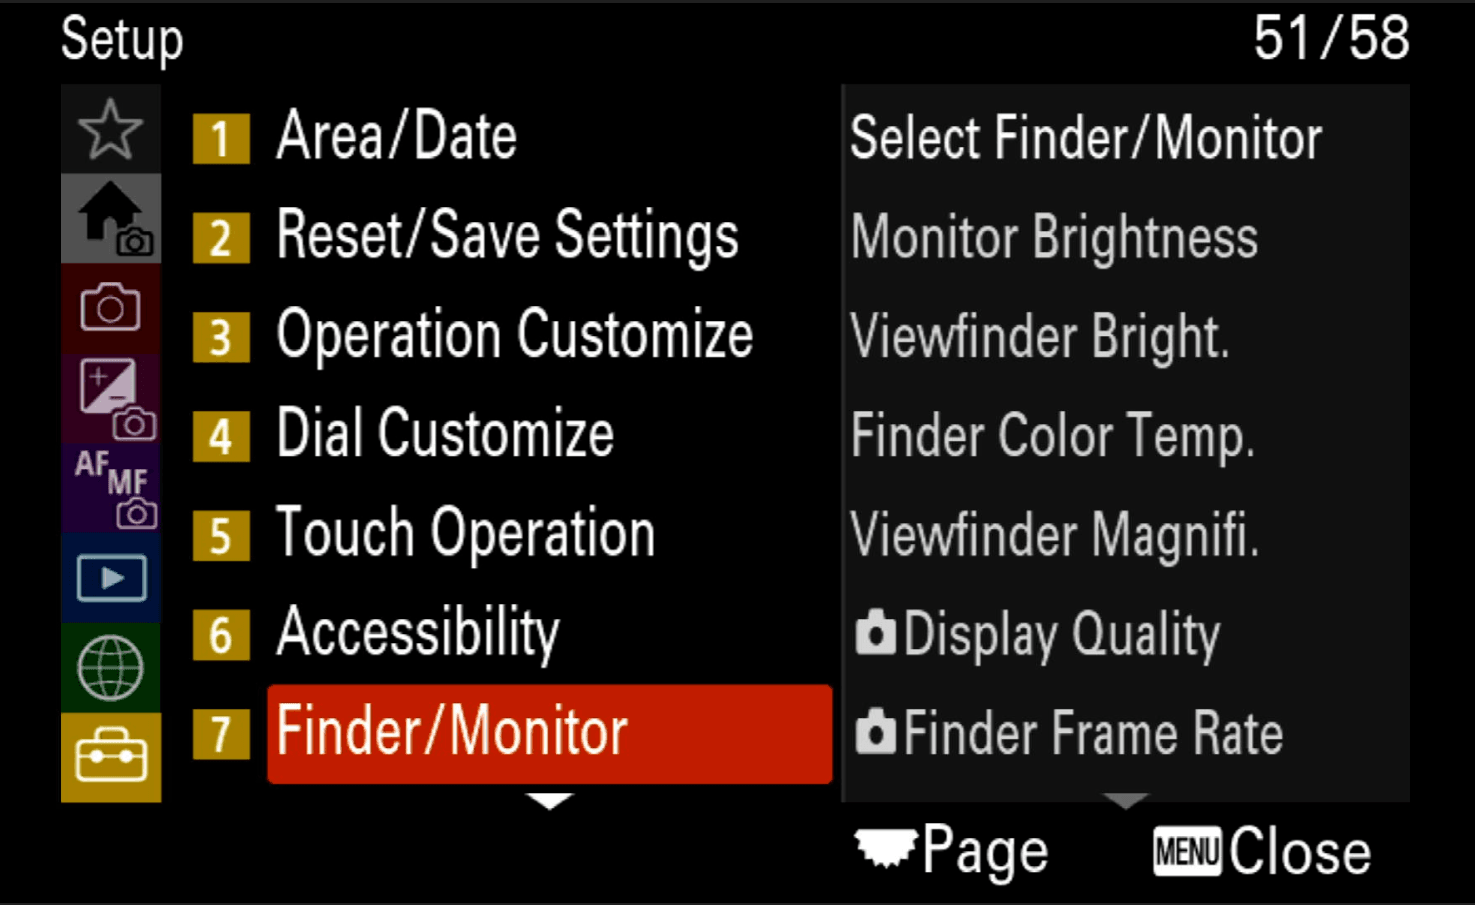 Setup
51/58
1 Area/Date
2 Reset/Save Settings
3 Operation Customize
4 Dial Customize
5 Touch Operation
6 Accessibility
7 Finder/Monitor
AF
MF
Select Finder/Monitor
Monitor Brightness
Viewfinder Bright.
Finder Color Temp.
Viewfinder Magnifi.
Display Quality
Finder Frame Rate
Page
MENU Close